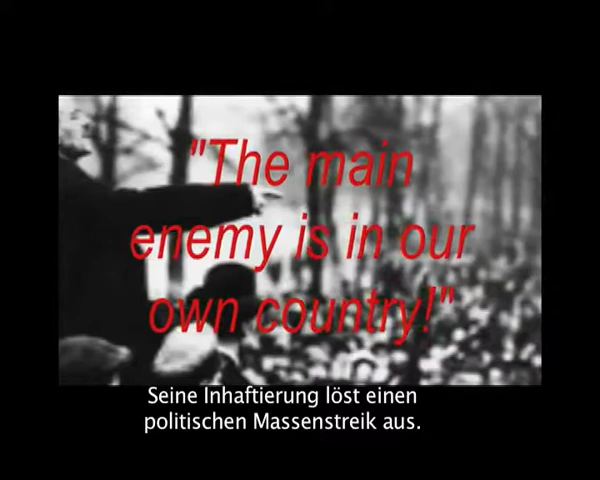 "The main
enemy is in our
own country!"
Seine Inhaftierung löst einen
politischen Massenstreik aus.